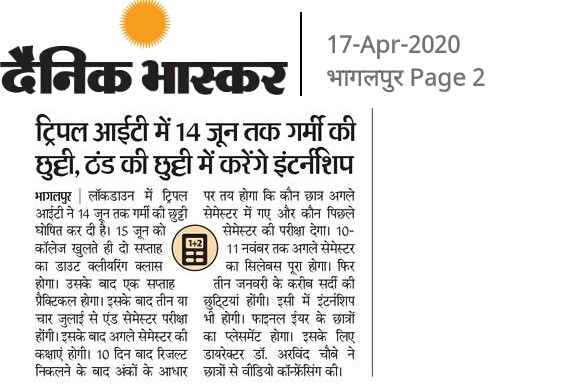 दैनिक भास्कर
17-Apr-2020
भागलपुर Page 2
ट्रिपल आईटी में 14 जून तक गर्मी की
छुट्टी, ठंड की छुट्टी में करेंगे इंटर्नशिप
भागलपुर | लॉकडाउन में ट्रिपल
आईटी ने 14 जून तक गर्मी की छुट्टी
घोषित कर दी है। 15 जून को
कॉलेज खुलते ही दो सप्ताह
का डाउट क्लीयरिंग क्लास
होगा। उसके बाद एक सप्ताह
प्रैक्टिकल होगा। इसके बाद तीन या
चार जुलाई से एंड सेमेस्टर परीक्षा
होंगी। इसके बाद अगले सेमेस्टर की
कक्षाएं होगी। 10 दिन बाद रिजल्ट
निकलने के बाद अंकों के आधार
1+2
पर तय होगा कि कौन छात्र अगले
सेमेस्टर में गए और कौन पिछले
सेमेस्टर की परीक्षा देगा। 10-
11 नवंबर तक अगले सेमेस्टर
का सिलेबस पूरा होगा। फिर
तीन जनवरी के करीब सर्दी की
छुट्टियां होंगी। इसी में इंटर्नशिप
भी होगी। फाइनल ईयर के छात्रों
का प्लेसमेंट होगा। इसके लिए
डायरेक्टर डॉ. अरविंद चौबे ने
छात्रों से वीडियो कॉन्फ्रेंसिंग की।